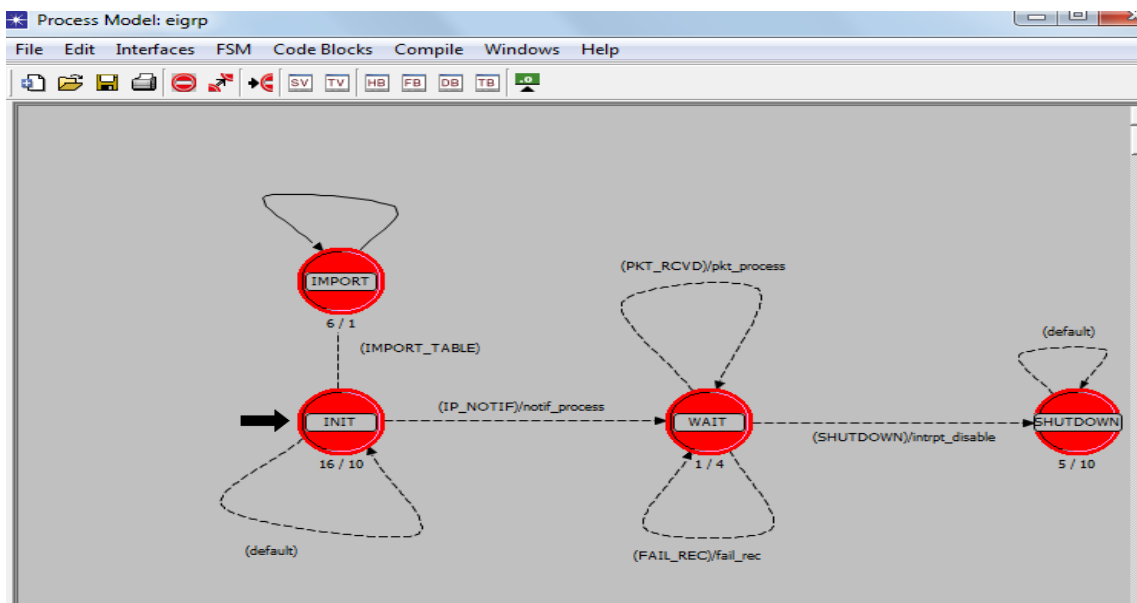 Process Model: eigrp
File Edit Interfaces FSM Code Blocks Compile Windows Help
SV TV HB FB DB TB
(PKT_RCVD)/pkt_process
IMPORT
6 / 1
(default)
(IMPORT_TABLE)
(IP_NOTIF)/notif_process
INIT
WAIT
SHUTDOWN
(SHUTDOWN)/intrpt_disable
16 / 10
1 / 4
5 / 10
(default)
(FAIL_REC)/fail_rec